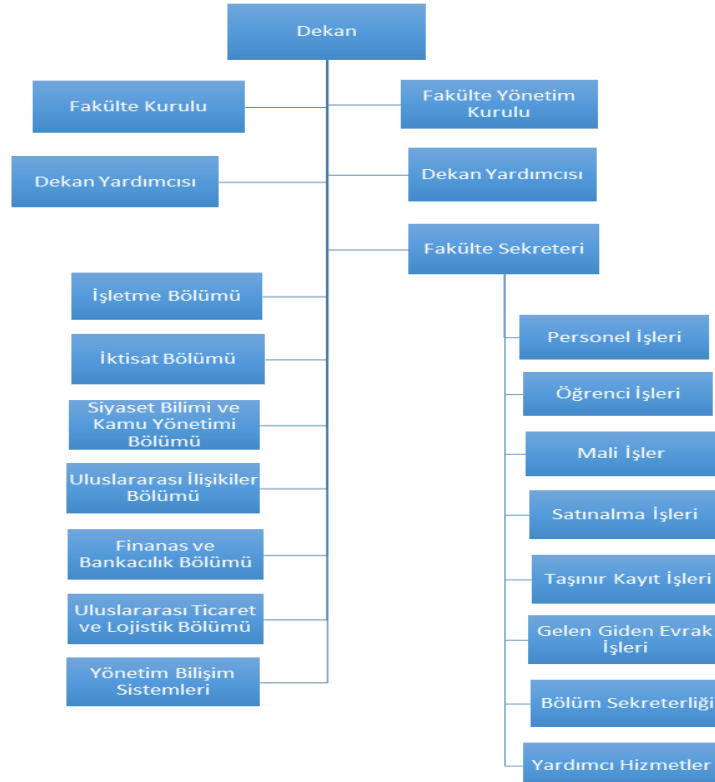 Dekan
Fakülte Kurulu
Fakülte Yönetim
Kurulu
Dekan Yardımcısı
Dekan Yardımcısı
Fakülte Sekreteri
İşletme Bölümü
İktisat Bölümü
Siyaset Bilimi ve
Kamu Yönetimi
Bölümü
Uluslararası İlişikiler
Bölümü
Finanas ve
Bankacılık Bölümü
Uluslararası Ticaret
ve Lojistik Bölümü
Yönetim Bilişim
Sistemleri
Personel İşleri
Öğrenci İşleri
Mali İşler
Satınalma İşleri
Taşınır Kayıt İşleri
Gelen Giden Evrak
İşleri
Bölüm Sekreterliği
Yardımcı Hizmetler